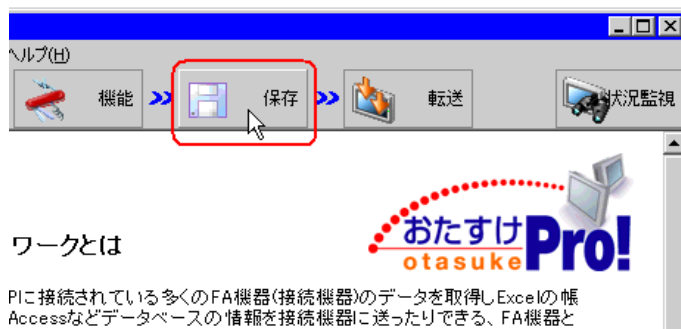 ヘルプ(H)
機能 保存 転送 状況監視
おたすけPro!
otasuke
ワークとは
Pに接続されている多くのFA機器(接続機器)のデータを取得しExcelの帳
Accessなどデータベースの情報を接続機器に送ったりできる、FA機器と